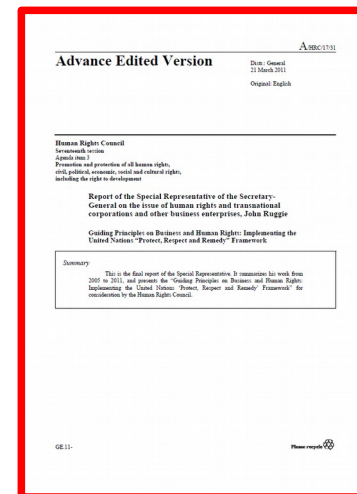 A/HRC/17/31
Advance Edited Version
Distr.: General
21 March 2011
Original: English
Human Rights Council
Seventeenth session
Agenda item 3
Promotion and protection of all human rights,
civil, political, economic, social and cultural rights,
including the right to development
Report of the Special Representative of the Secretary-
General on the issue of human rights and transnational
corporations and other business enterprises, John Ruggie
Guiding Principles on Business and Human Rights: Implementing the
United Nations “Protect, Respect and Remedy” Framework
Summary
This is the final report of the Special Representative. It summarizes his work from
2005 to 2011, and presents the “Guiding Principles on Business and Human Rights:
Implementing the United Nations ‘Protect, Respect and Remedy’ Framework” for
consideration by the Human Rights Council.
GE.11-
Please recycle